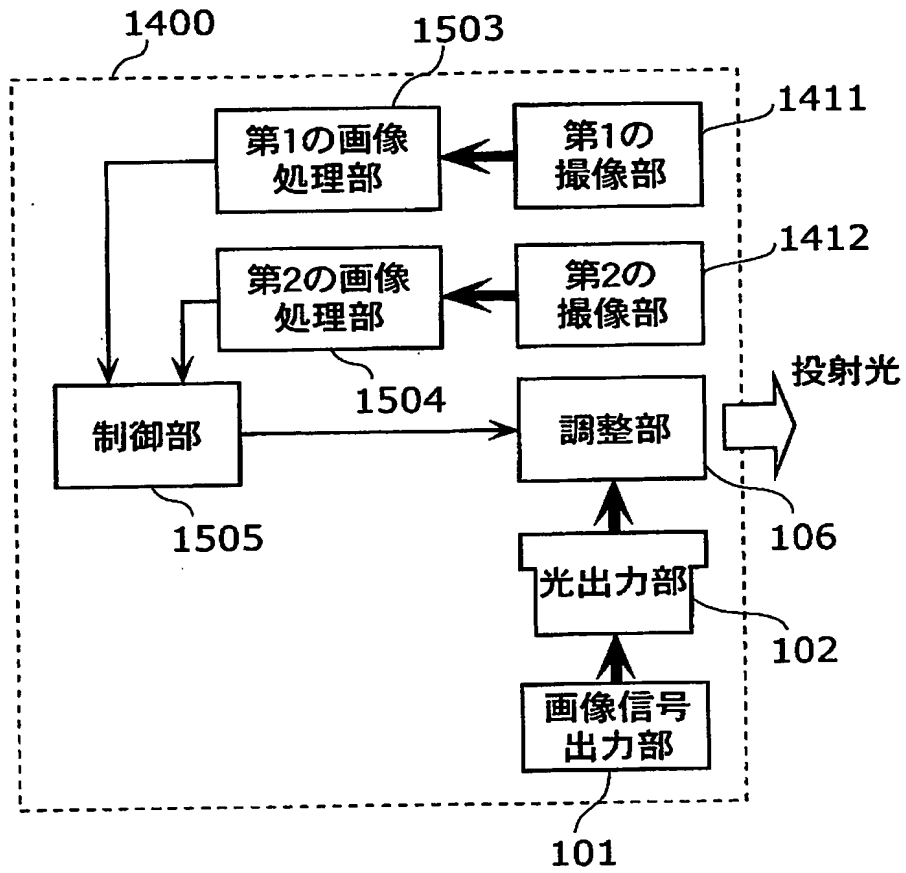 1400
1503
第1の画像
処理部
第1の
撮像部
1411
第2の画像
処理部
第2の
撮像部
1412
1504
投射光
制御部
調整部
1505
106
光出力部
102
画像信号
出力部
101